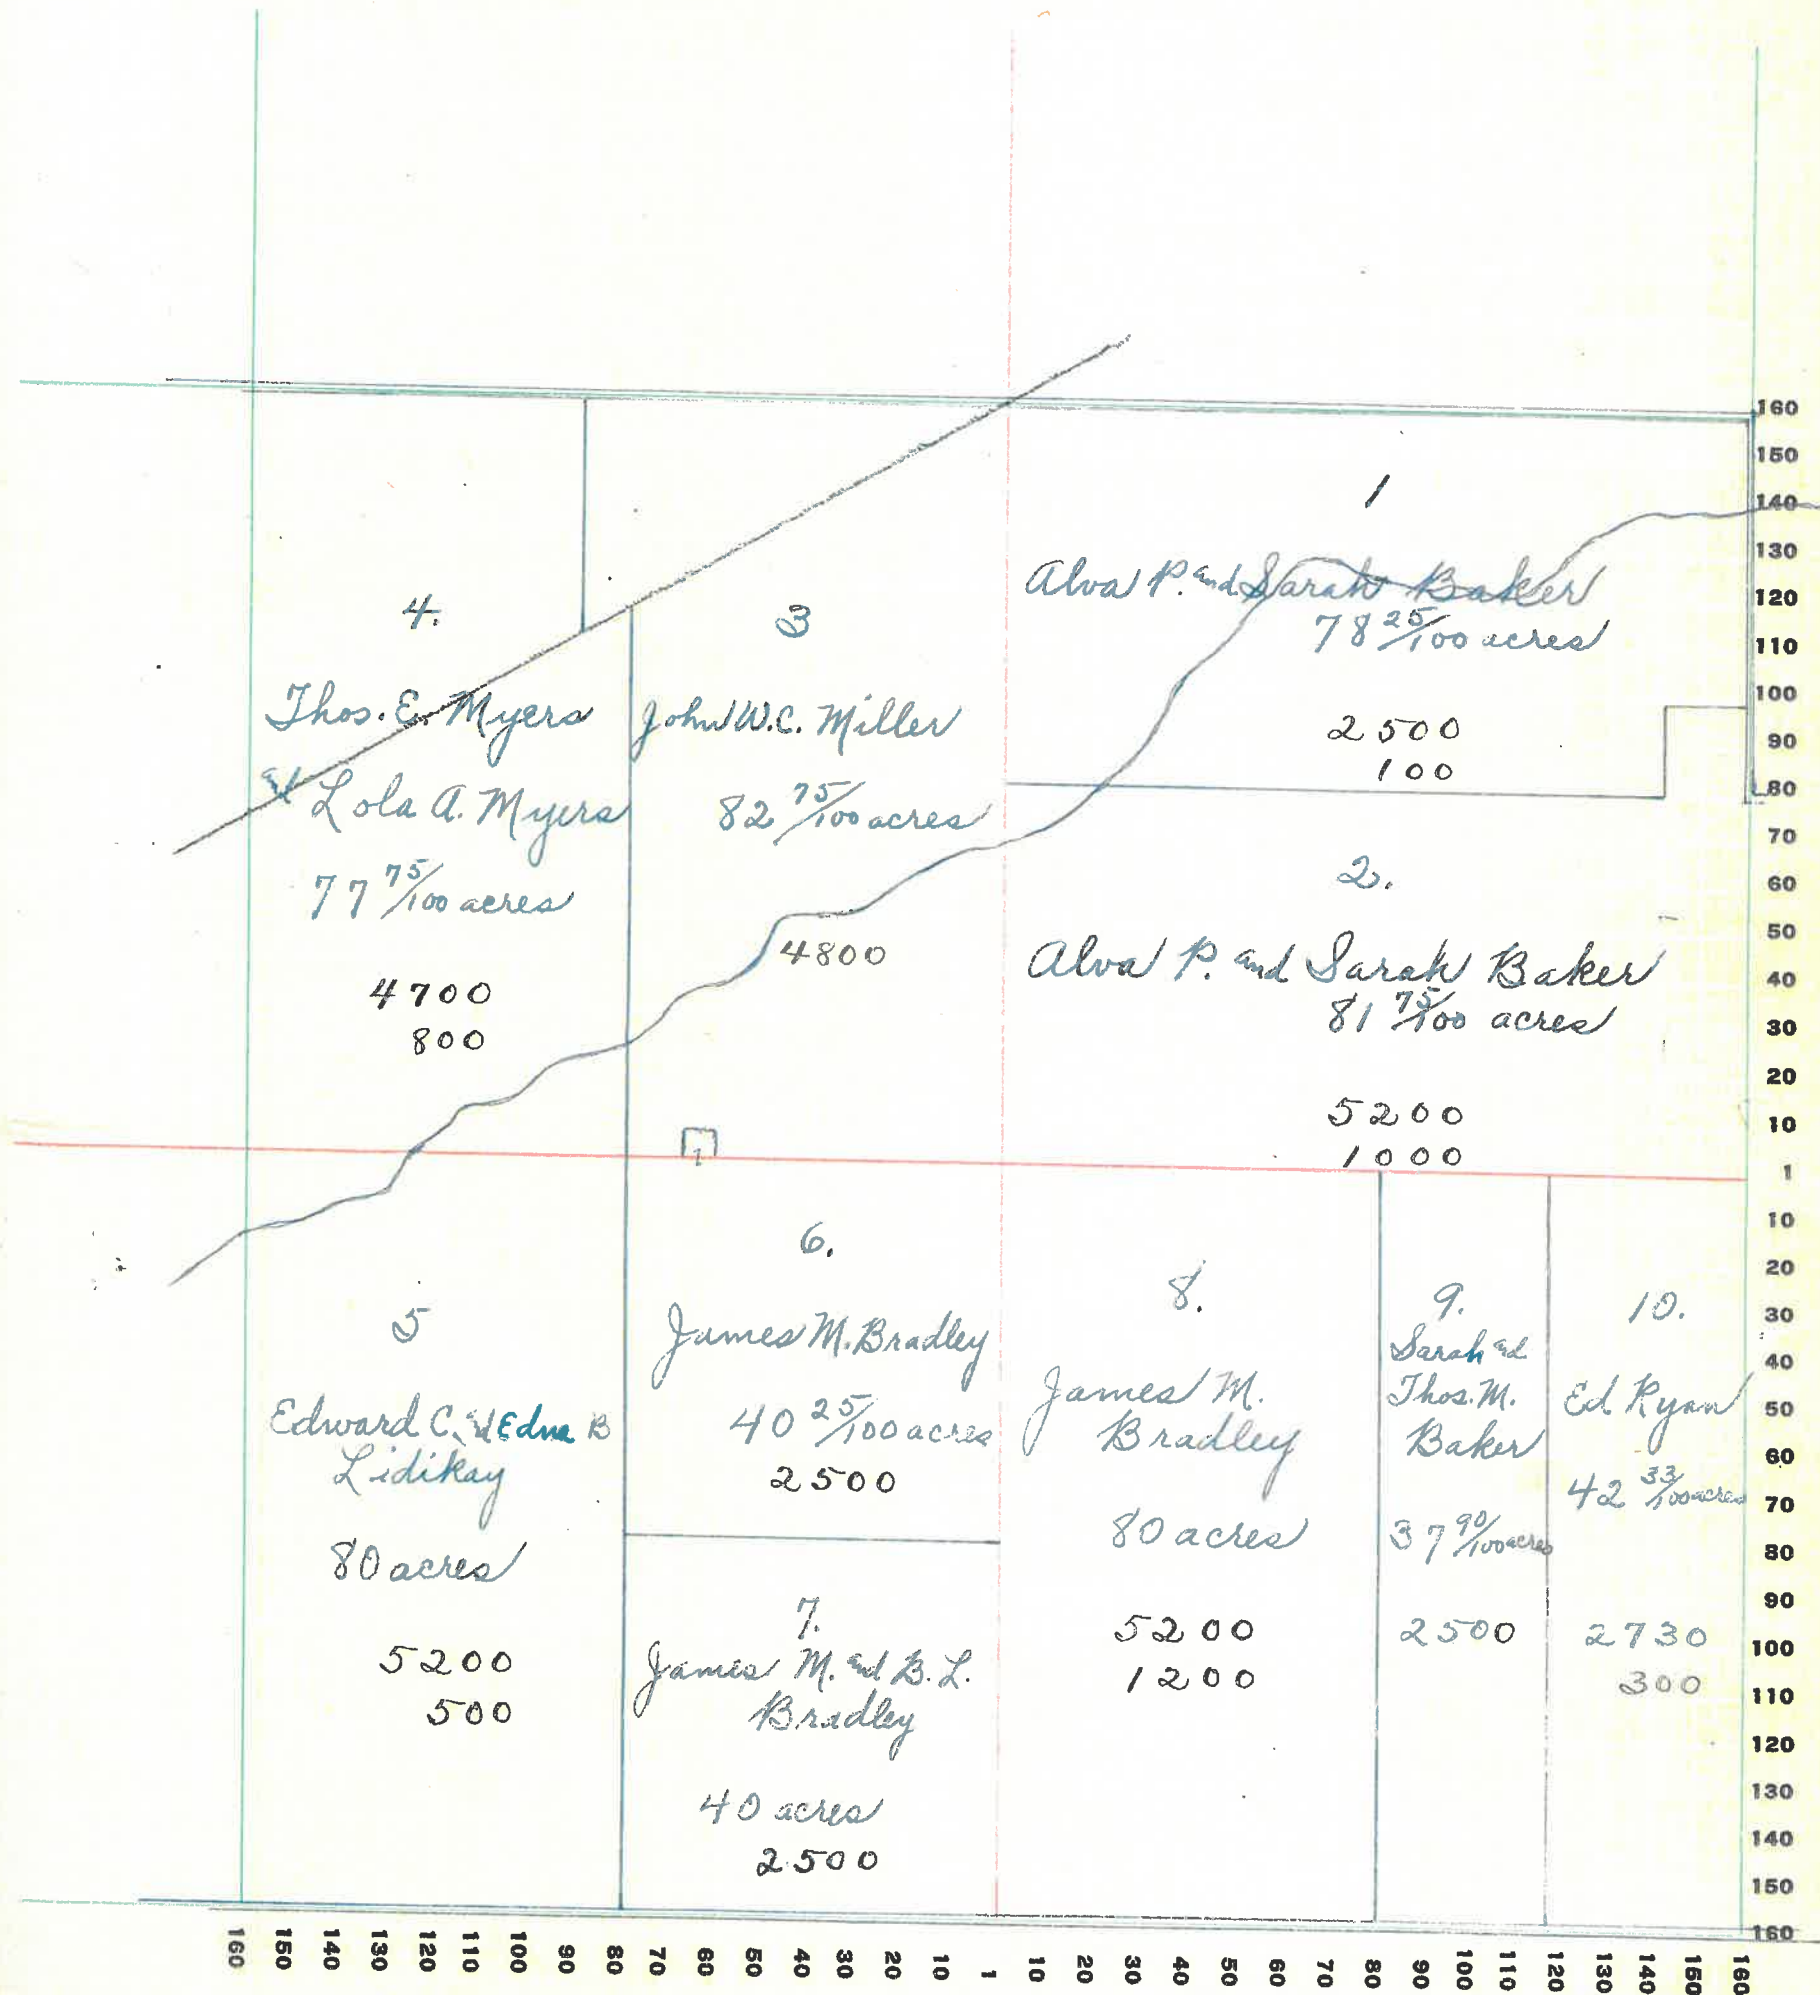 1
Alva P. and Sarah Baker
78 25/100 acres
2500
100
2.
Alva P. and Sarah Baker
81 75/100 acres
5200
1000
3
John W.C. Miller
82 75/100 acres
4800
4.
Thos. E. Myers
and Lola A. Myers
77 75/100 acres
4700
800
1
5
Edward C. and Edna B
Lidikay
80 acres
5200
500
6.
James M. Bradley
40 25/100 acres
2500
7.
James M. and B. L.
Bradley
40 acres
2500
8.
James M.
Bradley
80 acres
5200
1200
9.
Sarah and
Thos. M.
Baker
37 90/100 acres
2500
10.
Ed Ryan
42 33/100 acres
2730
300
160
150
140
130
120
110
100
90
80
70
60
50
40
30
20
10
1
10
20
30
40
50
60
70
80
90
100
110
120
130
140
150
160
160 150 140 130 120 110 100 90 80 70 60 50 40 30 20 10 1 10 20 30 40 50 60 70 80 90 100 110 120 130 140 150 160